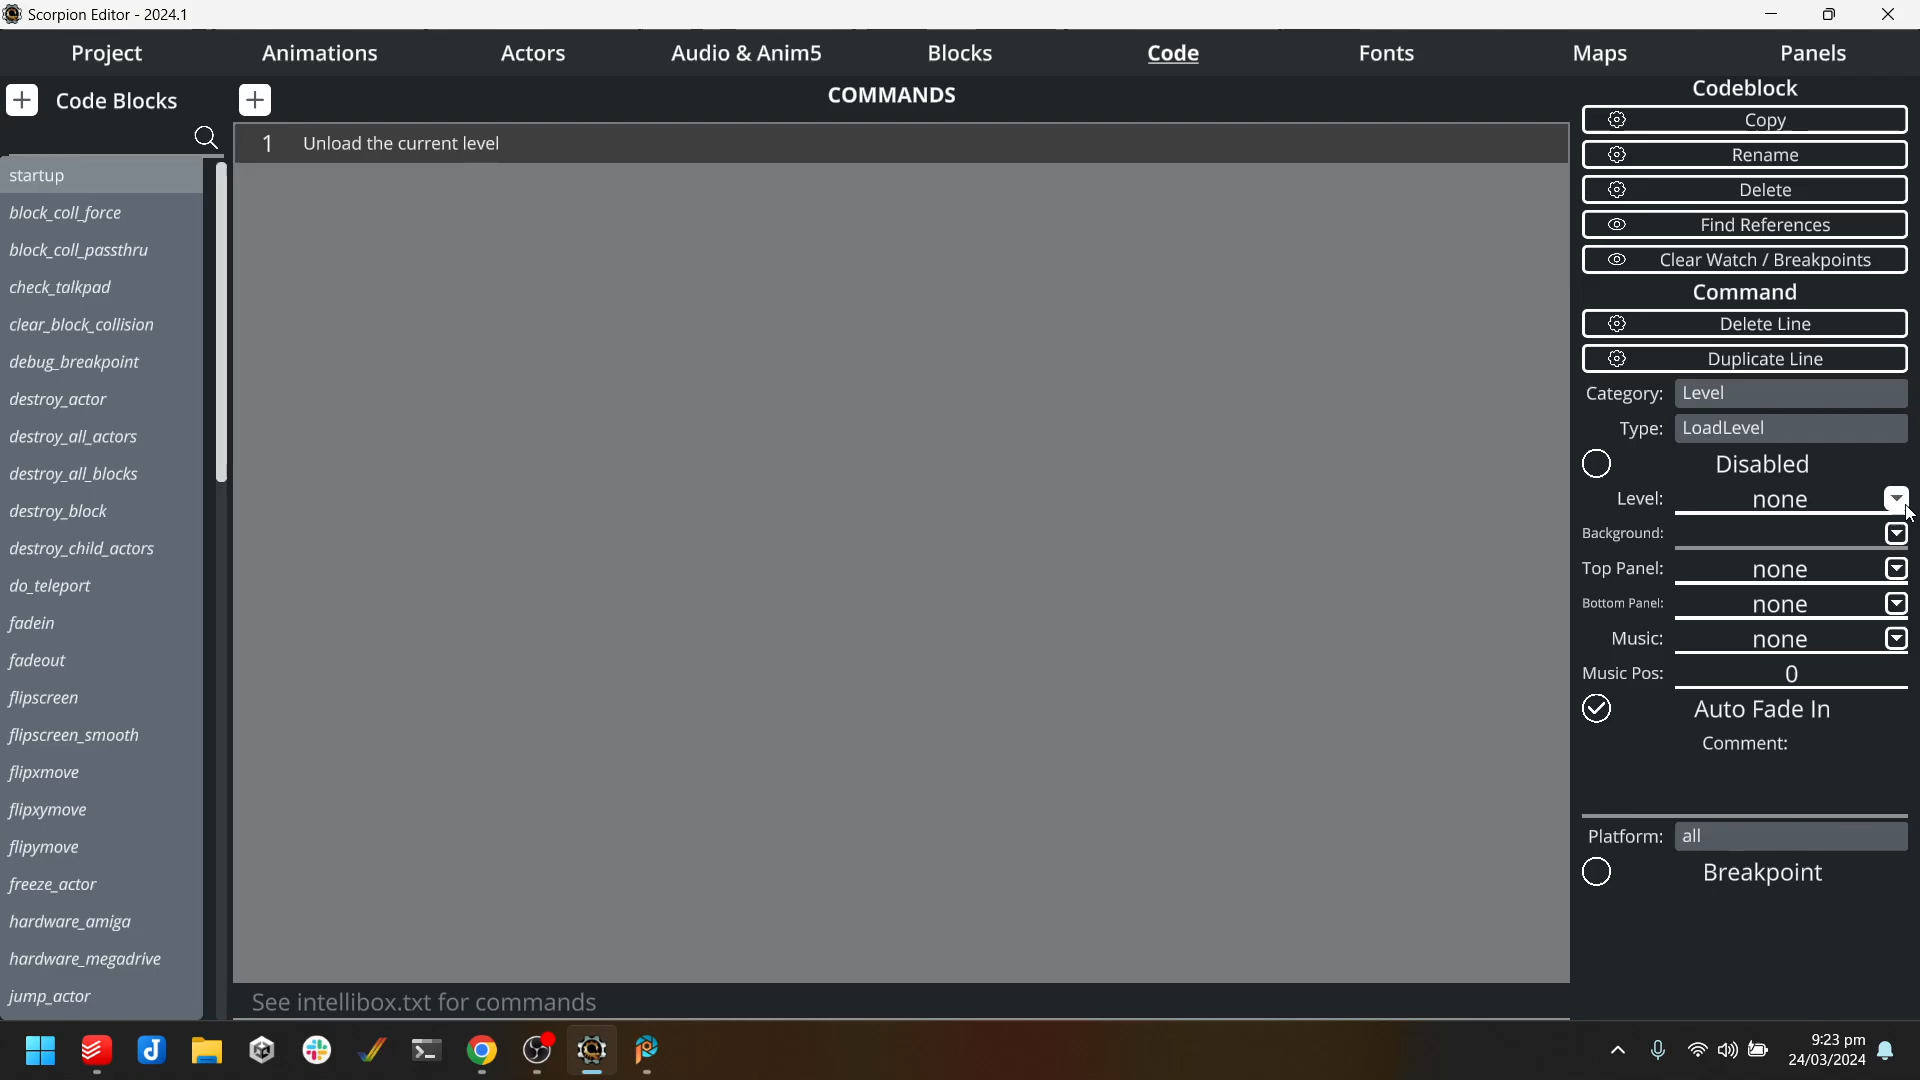 Scorpion Editor - 2024.1
Project Animations Actors Audio & Anim5 Blocks Code Fonts Maps Panels
Code Blocks
COMMANDS
1 Unload the current level
startup
block_coll_force
block_coll_passthru
check_talkpad
clear_block_collision
debug_breakpoint
destroy_actor
destroy_all_actors
destroy_all_blocks
destroy_block
destroy_child_actors
do_teleport
fadein
fadeout
flipscreen
flipscreen_smooth
flipxmove
flipxymove
flipymove
freeze_actor
hardware_amiga
hardware_megadrive
jump_actor
See intellibox.txt for commands
Codeblock
Copy
Rename
Delete
Find References
Clear Watch / Breakpoints
Command
Delete Line
Duplicate Line
Category: Level
Type: LoadLevel
Disabled
Level: none
Background:
Top Panel: none
Bottom Panel: none
Music: none
Music Pos: 0
Auto Fade In
Comment:
Platform: all
Breakpoint
9:23 pm
24/03/2024